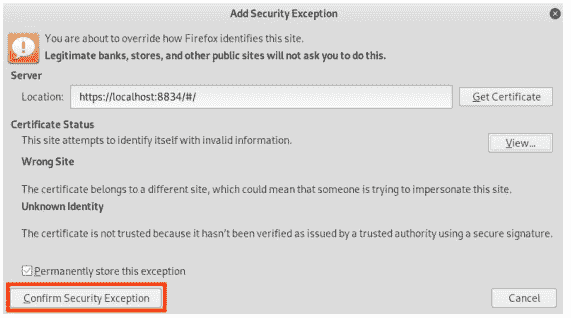 Add Security Exception
You are about to override how Firefox identifies this site.
Legitimate banks, stores, and other public sites will not ask you to do this.
Server
Location: https://localhost:8834/#/ Get Certificate
Certificate Status
This site attempts to identify itself with invalid information. View...
Wrong Site
The certificate belongs to a different site, which could mean that someone is trying to impersonate this site.
Unknown Identity
The certificate is not trusted because it hasn't been verified as issued by a trusted authority using a secure signature.
Permanently store this exception
Confirm Security Exception Cancel